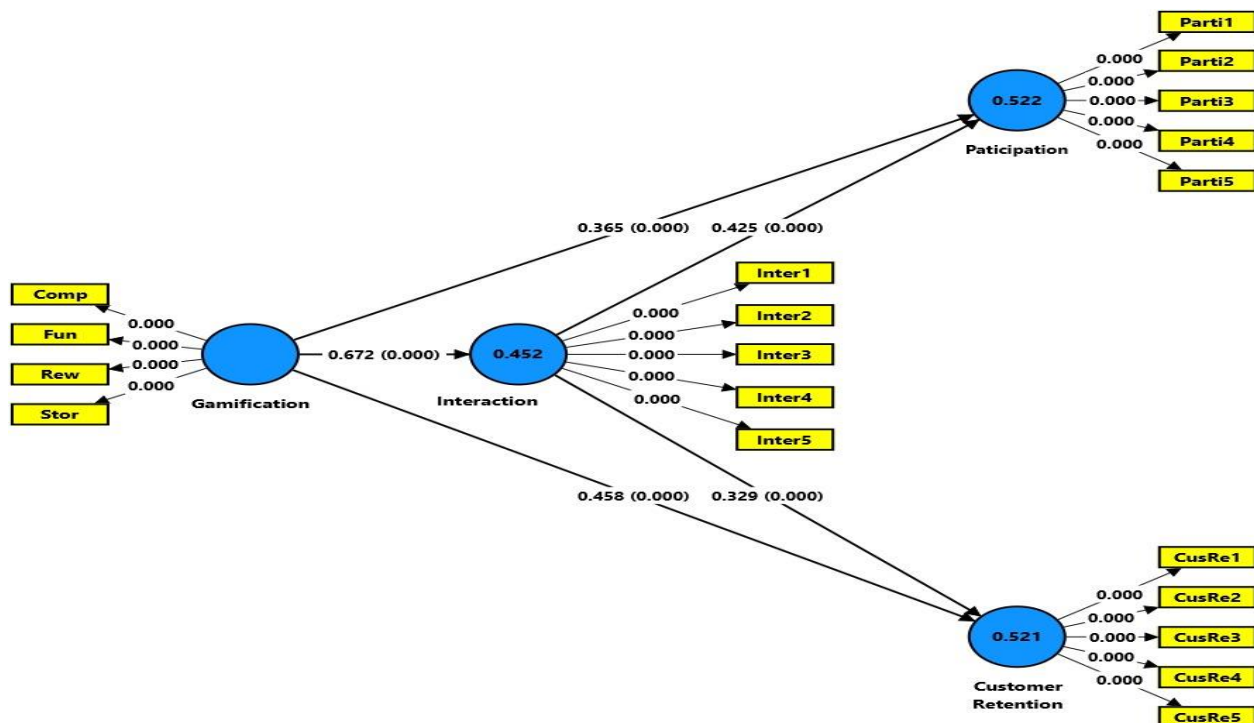 Parti1
0.000
Parti2
0.000
0.522
0.000
Parti3
0.000
Parti4
0.000
Paticipation
Parti5
0.365 (0.000)
0.425 (0.000)
Inter1
Comp
0.000
0.000
Inter2
Fun
0.000
0.000
0.672 (0.000)
0.452
0.000
Inter3
Rew
0.000
0.000
0.000
Inter4
Gamification
Interaction
0.000
Stor
Inter5
0.458 (0.000)
0.329 (0.000)
CusRe1
0.000
CusRe2
0.000
0.521
0.000
CusRe3
0.000
CusRe4
0.000
Customer
Retention
CusRe5